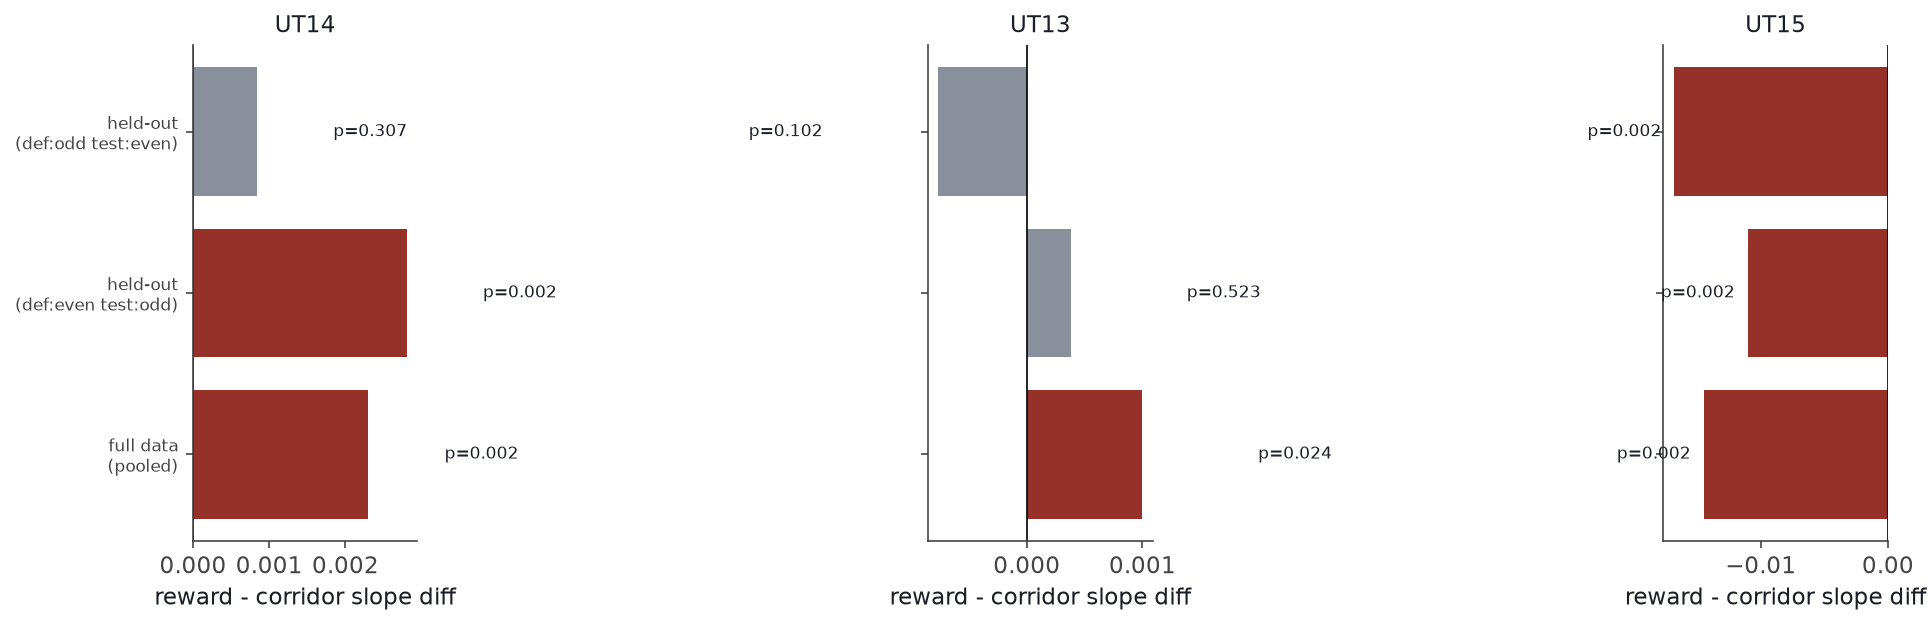 UT14
held-out
(def:odd test:even)
p=0.307
held-out
(def:even test:odd)
p=0.002
full data
(pooled)
p=0.002
0.000 0.001 0.002
reward - corridor slope diff
UT13
p=0.102
p=0.523
p=0.024
0.000 0.001
reward - corridor slope diff
UT15
p=0.002
p=0.002
p=0.002
−0.01 0.00
reward - corridor slope diff